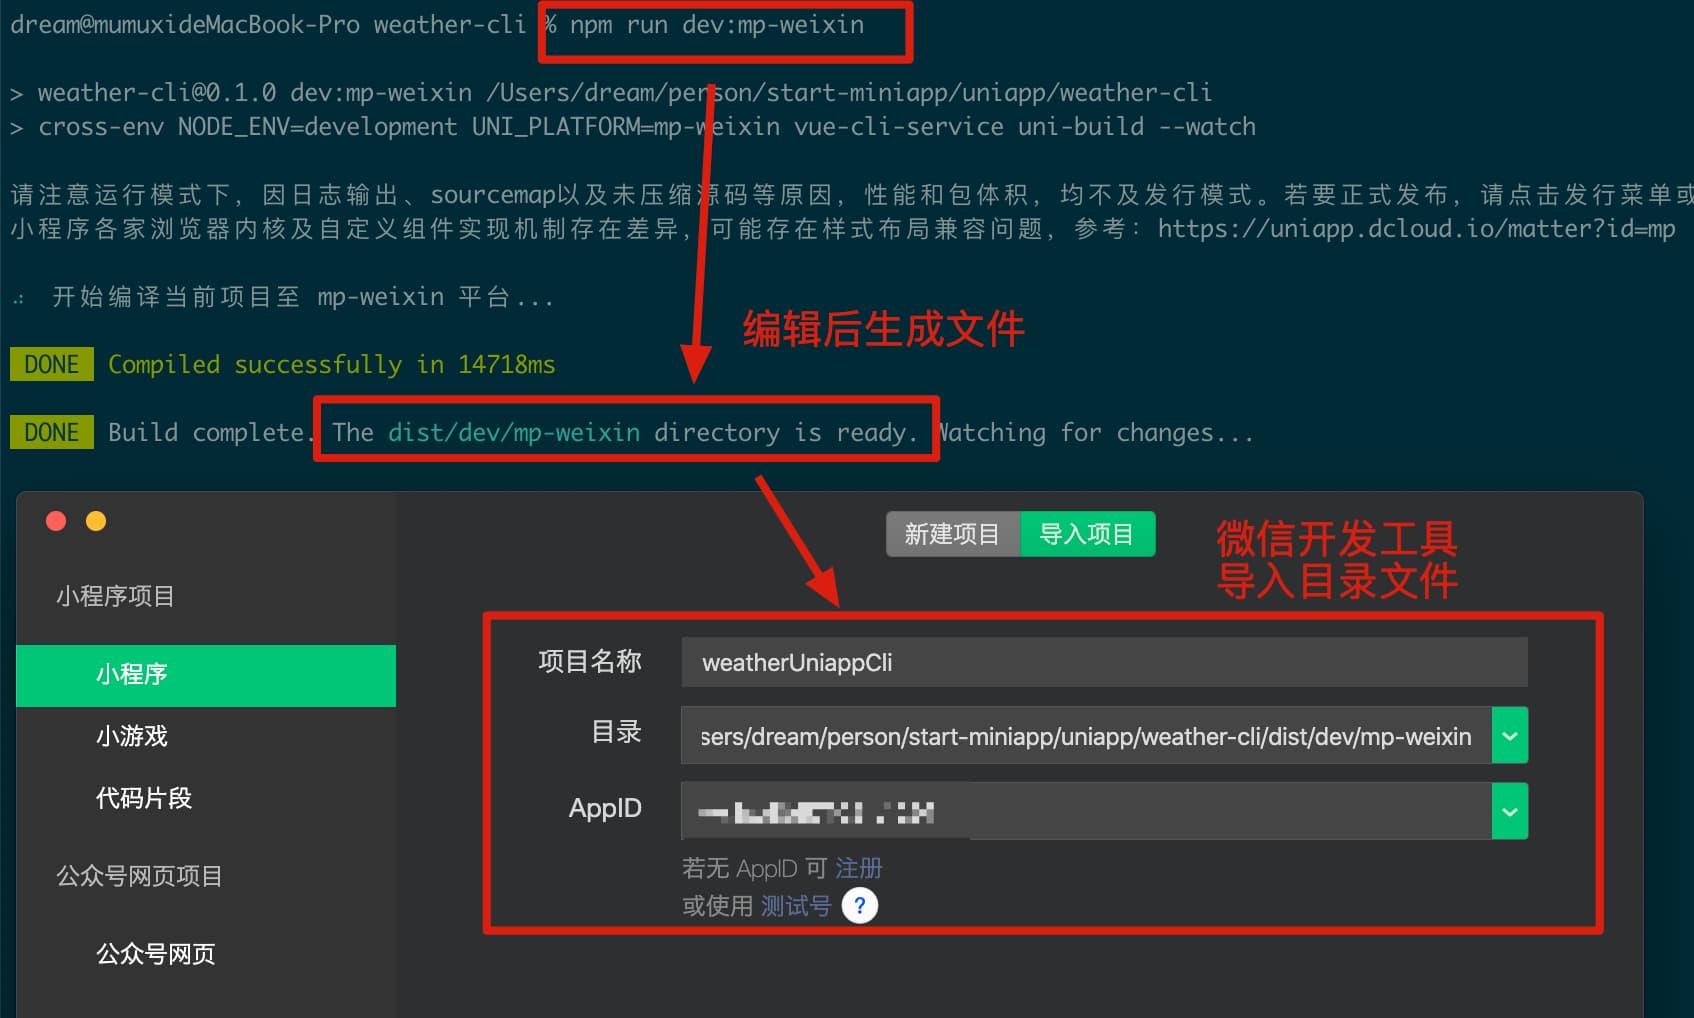 dream@mumuxideMacBook-Pro weather-cli % npm run dev:mp-weixin
> weather-cli@0.1.0 dev:mp-weixin /Users/dream/person/start-miniapp/uniapp/weather-cli
> cross-env NODE_ENV=development UNI_PLATFORM=mp-weixin vue-cli-service uni-build --watch
请注意运行模式下，因日志输出、sourcemap以及未压缩源码等原因，性能和包体积，均不及发行模式。若要正式发布，请点击发行菜单或
小程序各家浏览器内核及自定义组件实现机制存在差异，可能存在样式布局兼容问题，参考：https://uniapp.dcloud.io/matter?id=mp
开始编译当前项目至 mp-weixin 平台...
编辑后生成文件
DONE Compiled successfully in 14718ms
DONE Build complete. The dist/dev/mp-weixin directory is ready. Watching for changes...
新建项目 导入项目
微信开发工具
导入目录文件
小程序项目
小程序
小游戏
代码片段
公众号网页项目
公众号网页
项目名称 weatherUniappCli
目录 sers/dream/person/start-miniapp/uniapp/weather-cli/dist/dev/mp-weixin
AppID
若无 AppID 可 注册
或使用 测试号 ?